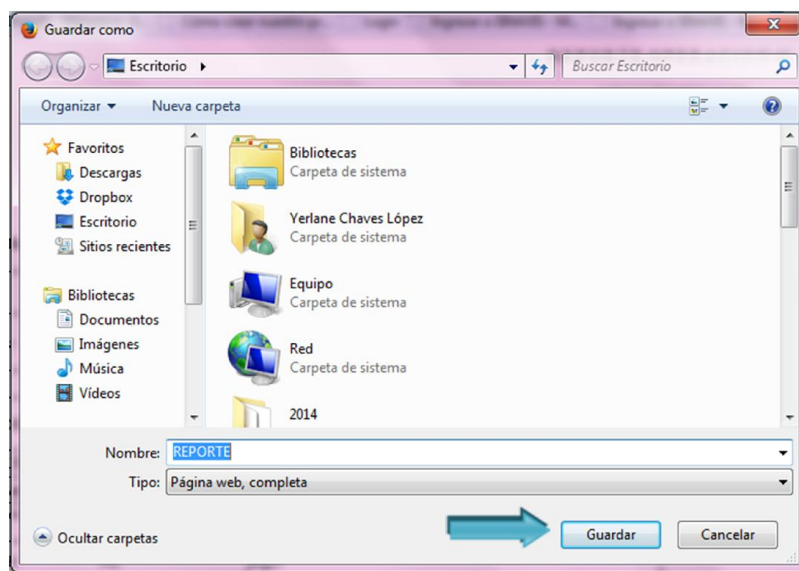 Guardar como
Escritorio
Buscar Escritorio
Organizar
Nueva carpeta
Favoritos
Descargas
Dropbox
Escritorio
Sitios recientes
Bibliotecas
Documentos
Imágenes
Música
Vídeos
Bibliotecas
Carpeta de sistema
Yerlane Chaves López
Carpeta de sistema
Equipo
Carpeta de sistema
Red
Carpeta de sistema
2014
Nombre: REPORTE
Tipo: Página web, completa
Ocultar carpetas
Guardar
Cancelar